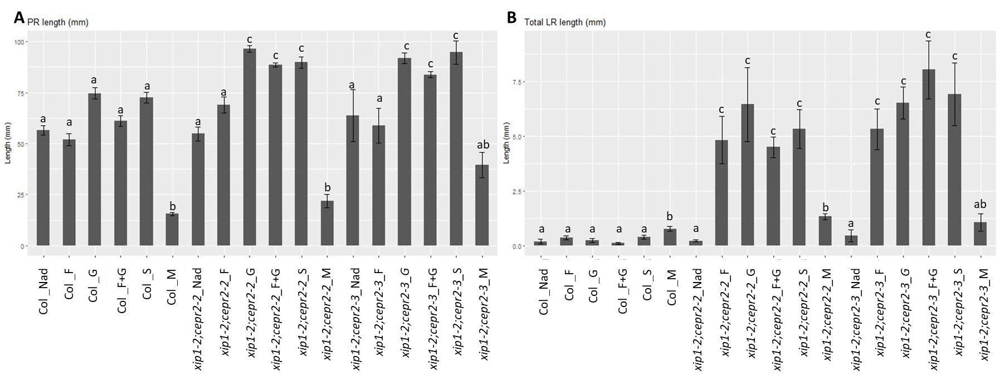 A PR length (mm)
Length (mm)
100
75
50
25
0
a
a
a
a
a
b
a
a
c
c
c
b
a
a
c
c
c
ab
Col_Nad
Col_F
Col_G
Col_F+G
Col_S
Col_M
xip1-2;cepr2-2_Nad
xip1-2;cepr2-2_F
xip1-2;cepr2-2_G
xip1-2;cepr2-2_F+G
xip1-2;cepr2-2_S
xip1-2;cepr2-2_M
xip1-2;cepr2-3_Nad
xip1-2;cepr2-3_F
xip1-2;cepr2-3_G
xip1-2;cepr2-3_F+G
xip1-2;cepr2-3_S
xip1-2;cepr2-3_M
B Total LR length (mm)
Length (mm)
7.5
5.0
2.5
0.0
a
a
a
a
a
b
a
c
c
c
c
b
a
c
c
c
c
ab
Col_Nad
Col_F
Col_G
Col_F+G
Col_S
Col_M
xip1-2;cepr2-2_Nad
xip1-2;cepr2-2_F
xip1-2;cepr2-2_G
xip1-2;cepr2-2_F+G
xip1-2;cepr2-2_S
xip1-2;cepr2-2_M
xip1-2;cepr2-3_Nad
xip1-2;cepr2-3_F
xip1-2;cepr2-3_G
xip1-2;cepr2-3_F+G
xip1-2;cepr2-3_S
xip1-2;cepr2-3_M